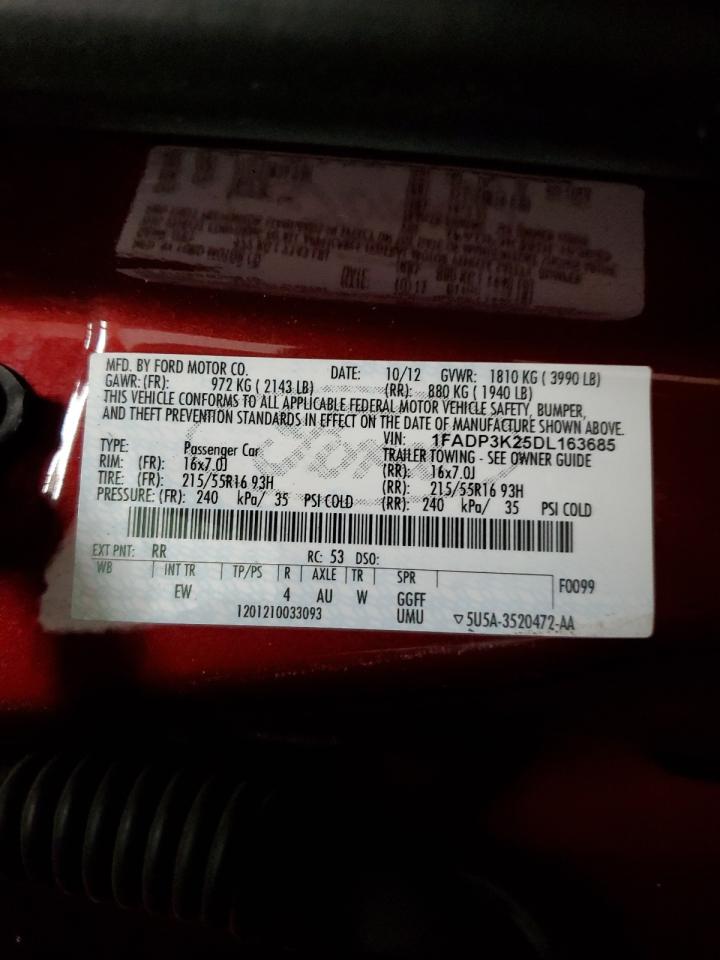 MFD. BY FORD MOTOR CO. DATE: 10/12 GVWR: 1810 KG ( 3990 LB)
GAWR: (FR): 972 KG ( 2143 LB) (RR): 880 KG ( 1940 LB)
THIS VEHICLE CONFORMS TO ALL APPLICABLE FEDERAL MOTOR VEHICLE SAFETY, BUMPER,
AND THEFT PREVENTION STANDARDS IN EFFECT ON THE DATE OF MANUFACTURE SHOWN ABOVE.
VIN: 1FADP3K25DL163685
TYPE: Passenger Car TRAILER TOWING - SEE OWNER GUIDE
RIM: (FR): 16x7.0J (RR): 16x7.0J
TIRE: (FR): 215/55R16 93H (RR): 215/55R16 93H
PRESSURE: (FR): 240 kPa/ 35 PSI COLD (RR): 240 kPa/ 35 PSI COLD
EXT PNT: RR RC: 53 DSO:
WB INT TR TP/PS R AXLE TR SPR F0099
EW 4 AU W GGFF
1201210033093 UMU ▽5U5A-3520472-AA